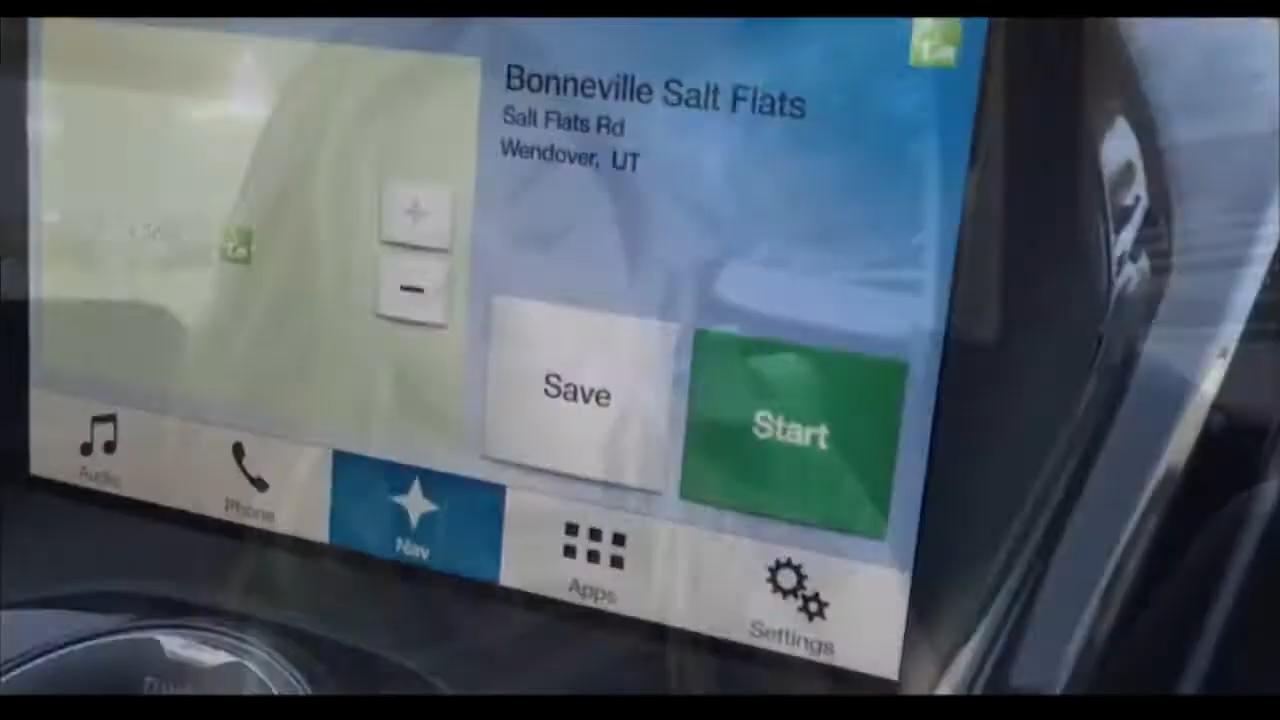 Bonneville Salt Flats
Salt Flats Rd
Wendover, UT
+
−
Save
Start
Audio
Phone
Nav
Apps
Settings